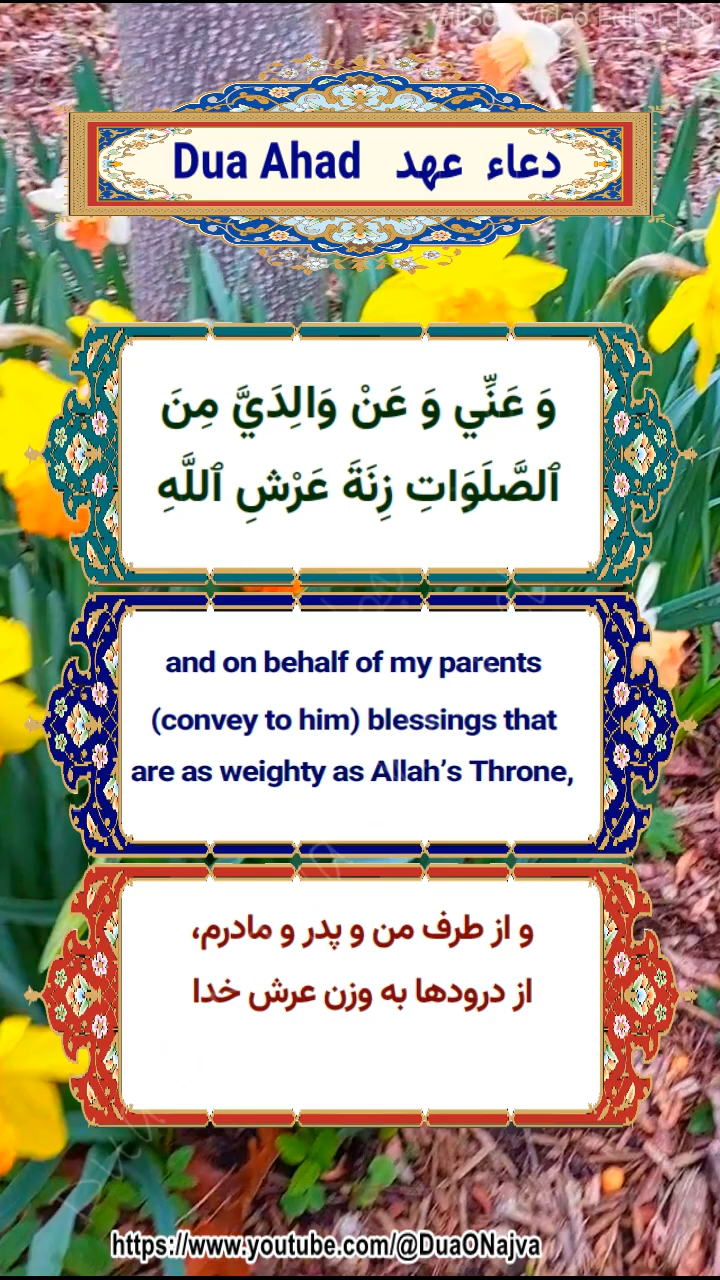 Dua Ahad دعاء عهد
وَ عَنِّي وَ عَنْ وَالِدَيَّ مِنَ
ٱلصَّلَوَاتِ زِنَةَ عَرْشِ ٱللَّهِ
and on behalf of my parents
(convey to him) blessings that
are as weighty as Allah’s Throne,
و از طرف من و پدر و مادرم،
از درودها به وزن عرش خدا
https://www.youtube.com/@DuaONajva